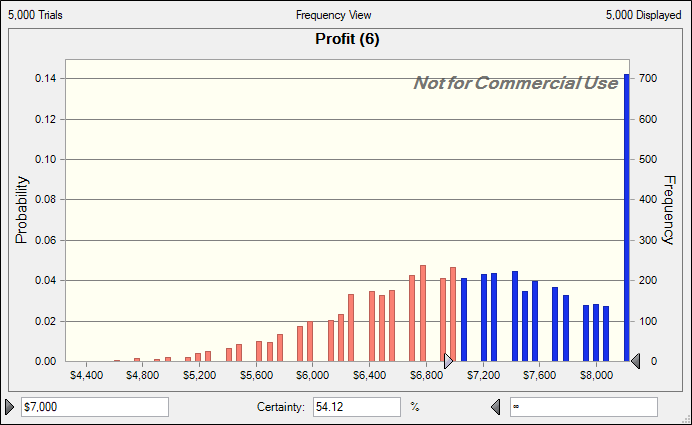 5,000 Trials Frequency View 5,000 Displayed
Profit (6)
Not for Commercial Use
0.14 700
0.12 600
0.10 500
0.08 400
0.06 300
0.04 200
0.02 100
0.00 0
Probability
Frequency
$4,400 $4,800 $5,200 $5,600 $6,000 $6,400 $6,800 $7,200 $7,600 $8,000
$7,000 Certainty: 54.12 % ∞